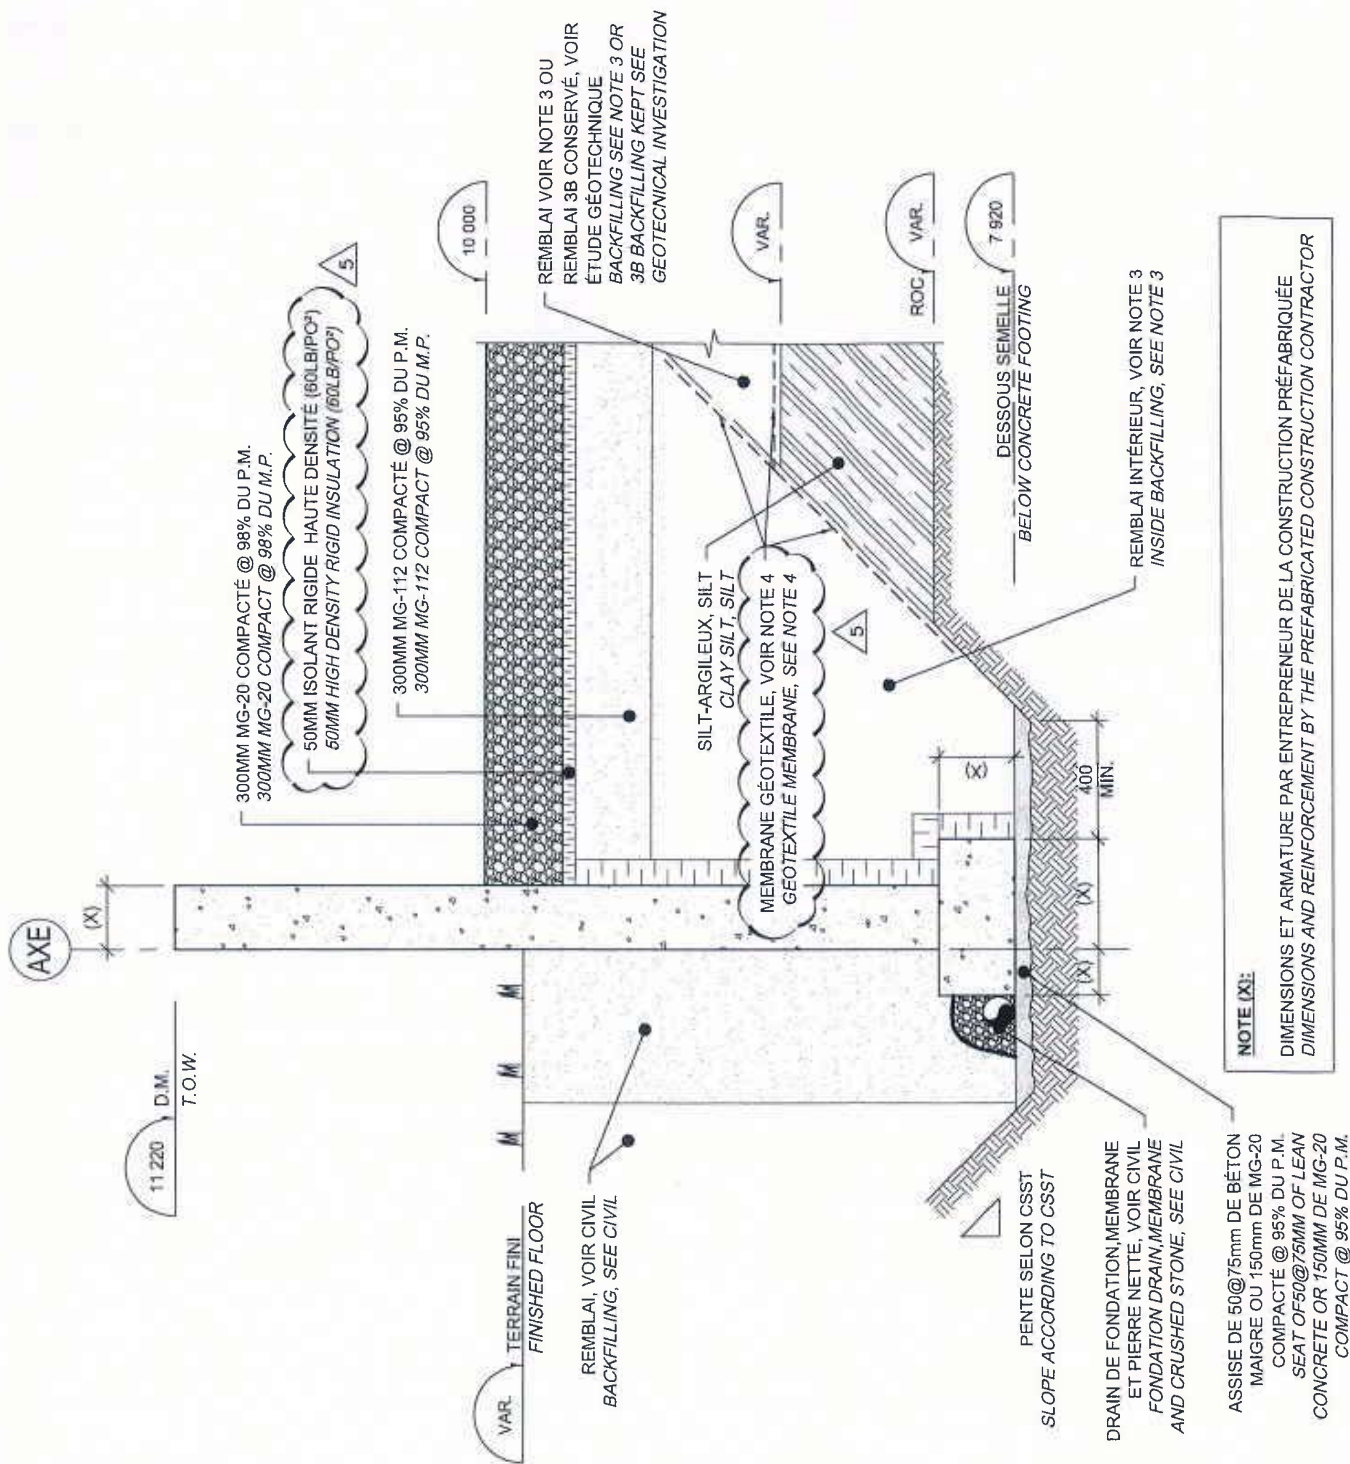 AXE
(X)
11 220
D.M.
T.O.W.
300MM MG-20 COMPACTÉ @ 98% DU P.M.
300MM MG-20 COMPACT @ 98% DU M.P.
50MM ISOLANT RIGIDE HAUTE DENSITÉ (60LB/PO²)
50MM HIGH DENSITY RIGID INSULATION (60LB/PO²)
5
300MM MG-112 COMPACTÉ @ 95% DU P.M.
300MM MG-112 COMPACT @ 95% DU M.P.
10 000
REMBLAI VOIR NOTE 3 OU
REMBLAI 3B CONSERVÉ, VOIR
ÉTUDE GÉOTECHNIQUE
BACKFILLING SEE NOTE 3 OR
3B BACKFILLING KEPT SEE
GEOTECNICAL INVESTIGATION
VAR.
TERRAIN FINI
FINISHED FLOOR
REMBLAI, VOIR CIVIL
BACKFILLING, SEE CIVIL
SILT-ARGILEUX, SILT
CLAY SILT, SILT
MEMBRANE GÉOTEXTILE, VOIR NOTE 4
GEOTEXTILE MEMBRANE, SEE NOTE 4
5
VAR.
ROC
VAR.
7 920
DESSOUS SEMELLE
BELOW CONCRETE FOOTING
(X)
(X)
(X)
400
MIN.
REMBLAI INTÉRIEUR, VOIR NOTE 3
INSIDE BACKFILLING, SEE NOTE 3
PENTE SELON CSST
SLOPE ACCORDING TO CSST
DRAIN DE FONDATION,MEMBRANE
ET PIERRE NETTE, VOIR CIVIL
FONDATION DRAIN,MEMBRANE
AND CRUSHED STONE, SEE CIVIL
ASSISE DE 50@75mm DE BÉTON
MAIGRE OU 150mm DE MG-20
COMPACTÉ @ 95% DU P.M.
SEAT OF50@75MM OF LEAN
CONCRETE OR 150MM DE MG-20
COMPACT @ 95% DU P.M.
NOTE (X):
DIMENSIONS ET ARMATURE PAR ENTREPRENEUR DE LA CONSTRUCTION PRÉFABRIQUÉE
DIMENSIONS AND REINFORCEMENT BY THE PREFABRICATED CONSTRUCTION CONTRACTOR